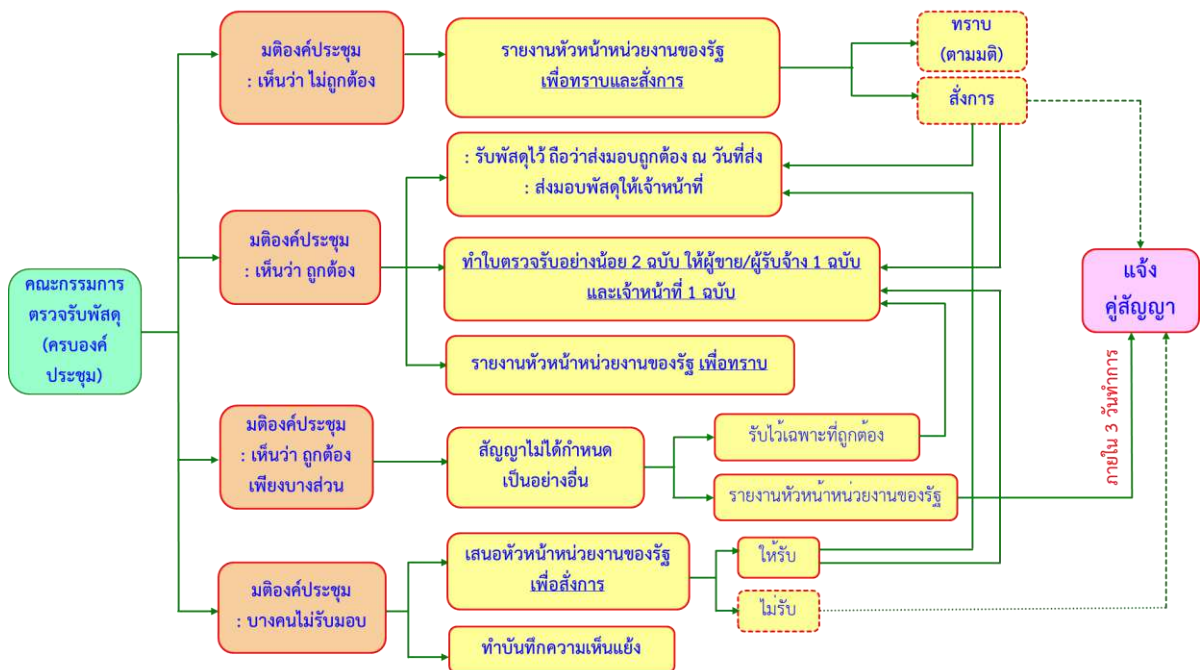 มติองค์ประชุม
: เห็นว่า ไม่ถูกต้อง
รายงานหัวหน้าหน่วยงานของรัฐ
เพื่อทราบและสั่งการ
ทราบ
(ตามมติ)
สั่งการ
: รับพัสดุไว้ ถือว่าส่งมอบถูกต้อง ณ วันที่ส่ง
: ส่งมอบพัสดุให้เจ้าหน้าที่
มติองค์ประชุม
: เห็นว่า ถูกต้อง
ทำใบตรวจรับอย่างน้อย 2 ฉบับ ให้ผู้ขาย/ผู้รับจ้าง 1 ฉบับ
และเจ้าหน้าที่ 1 ฉบับ
แจ้ง
คู่สัญญา
คณะกรรมการ
ตรวจรับพัสดุ
(ครบองค์
ประชุม)
รายงานหัวหน้าหน่วยงานของรัฐ เพื่อทราบ
ภายใน 3 วันทำการ
มติองค์ประชุม
: เห็นว่า ถูกต้อง
เพียงบางส่วน
สัญญาไม่ได้กำหนด
เป็นอย่างอื่น
รับไว้เฉพาะที่ถูกต้อง
รายงานหัวหน้าหน่วยงานของรัฐ
มติองค์ประชุม
: บางคนไม่รับมอบ
เสนอหัวหน้าหน่วยงานของรัฐ
เพื่อสั่งการ
ให้รับ
ไม่รับ
ทำบันทึกความเห็นแย้ง